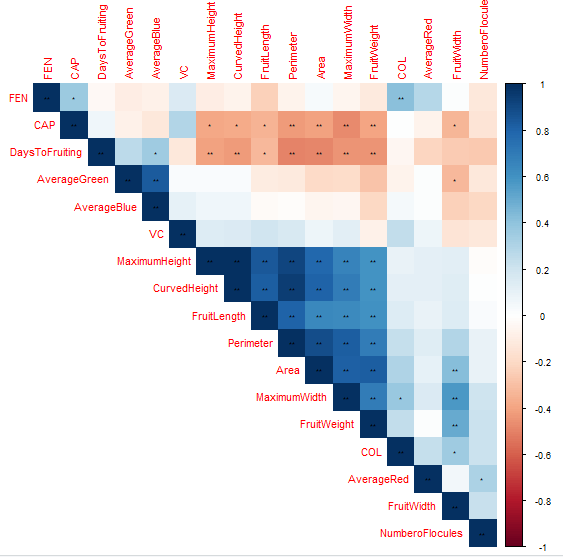 FEN
CAP
DaysToFruiting
AverageGreen
AverageBlue
VC
MaximumHeight
CurvedHeight
FruitLength
Perimeter
Area
MaximumWidth
FruitWeight
COL
AverageRed
FruitWidth
NumberoFlocules
FEN ** * **
CAP ** * * * ** ** ** ** *
DaysToFruiting ** * ** ** * ** ** ** **
AverageGreen ** ** *
AverageBlue **
VC **
MaximumHeight ** ** ** ** ** ** **
CurvedHeight ** ** ** ** ** **
FruitLength ** ** ** ** **
Perimeter ** ** ** **
Area ** ** ** **
MaximumWidth ** ** * **
FruitWeight ** **
COL ** *
AverageRed ** *
FruitWidth **
NumberoFlocules **
1
0.8
0.6
0.4
0.2
0
-0.2
-0.4
-0.6
-0.8
-1